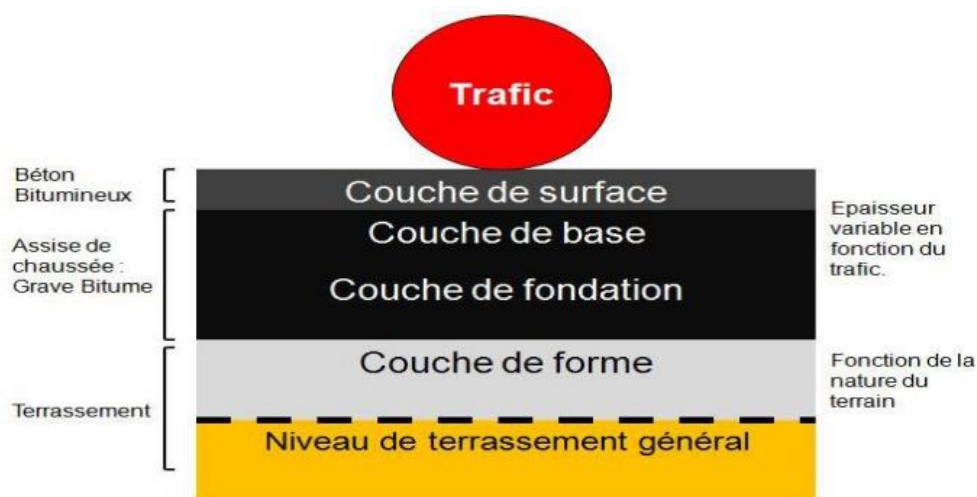 Trafic
Béton
Bitumineux
Couche de surface
Assise de
chaussée :
Grave Bitume
Couche de base
Couche de fondation
Epaisseur
variable en
fonction du
trafic.
Terrassement
Couche de forme
Niveau de terrassement général
Fonction de la
nature du
terrain